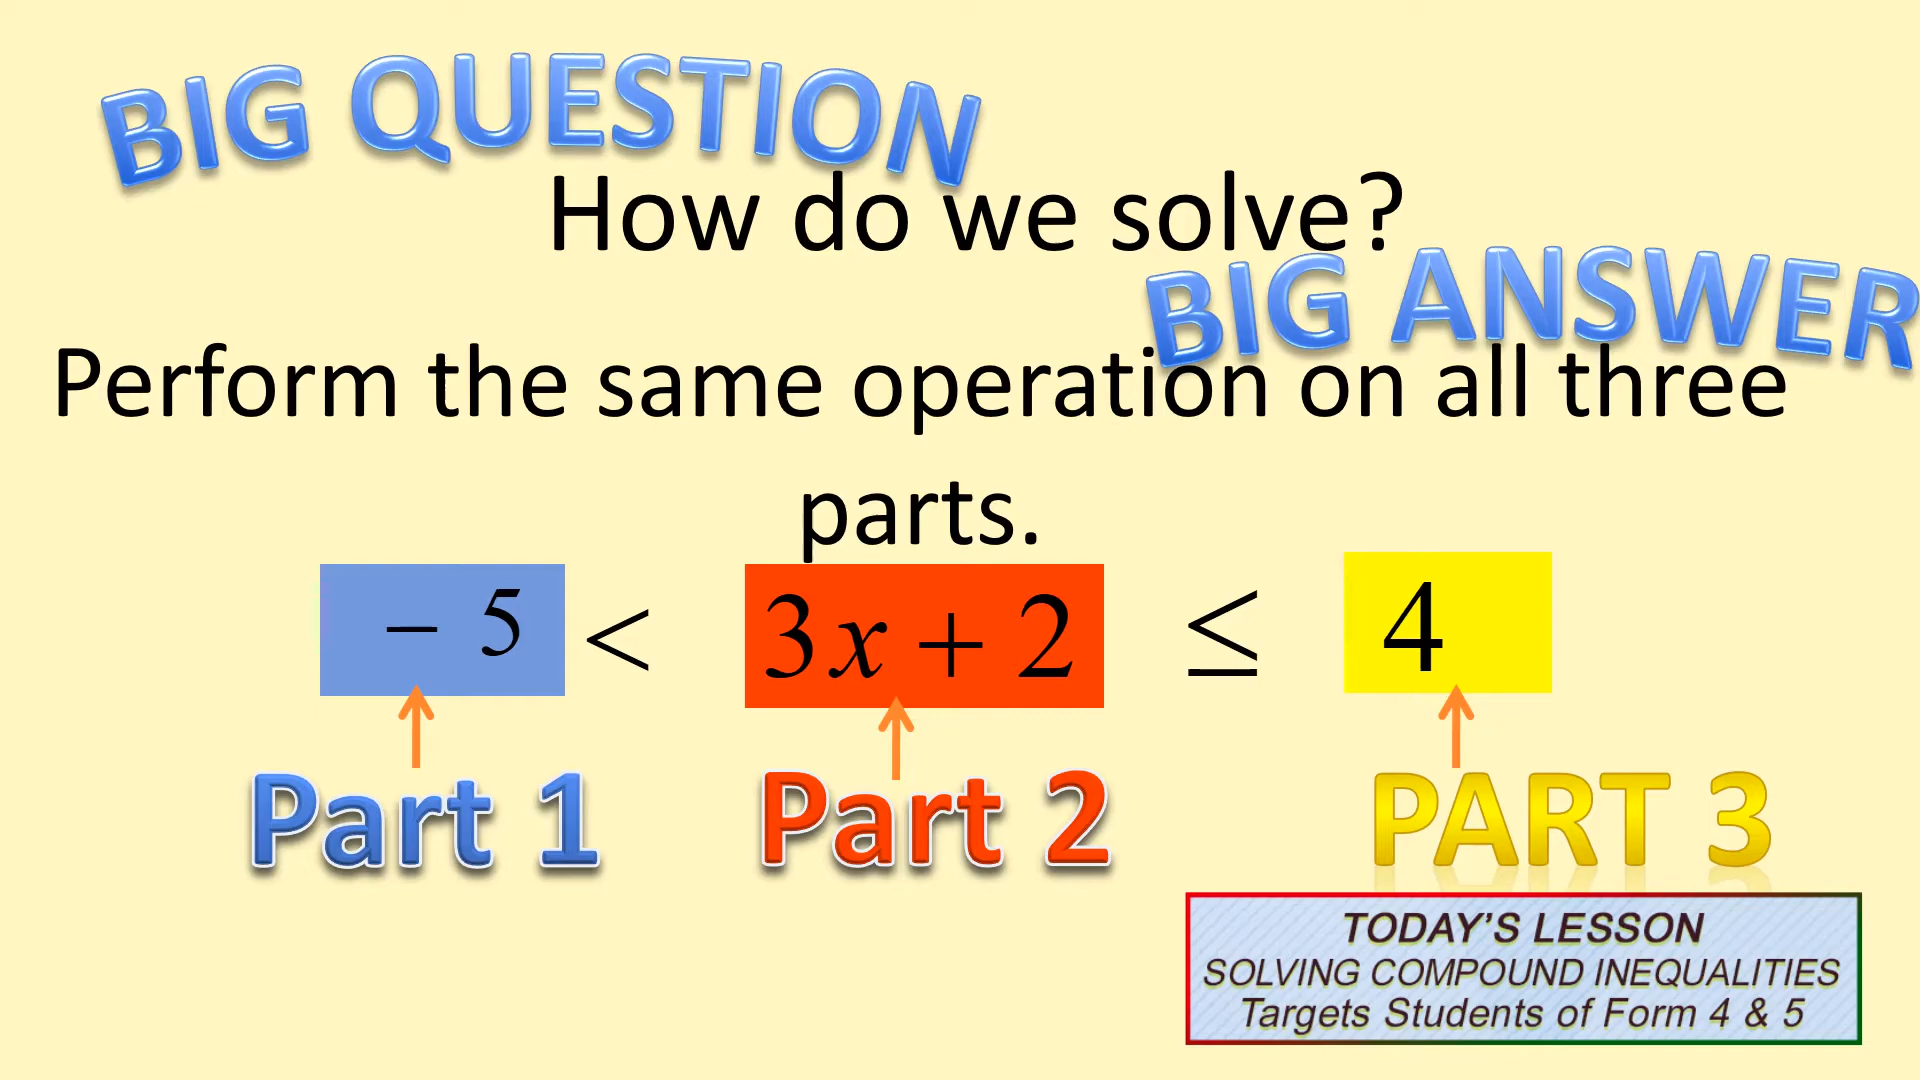 BIG QUESTION
How do we solve?
BIG ANSWER
Perform the same operation on all three
parts.
− 5 < 3x + 2 ≤ 4
Part 1 Part 2 PART 3
TODAY'S LESSON
SOLVING COMPOUND INEQUALITIES
Targets Students of Form 4 & 5